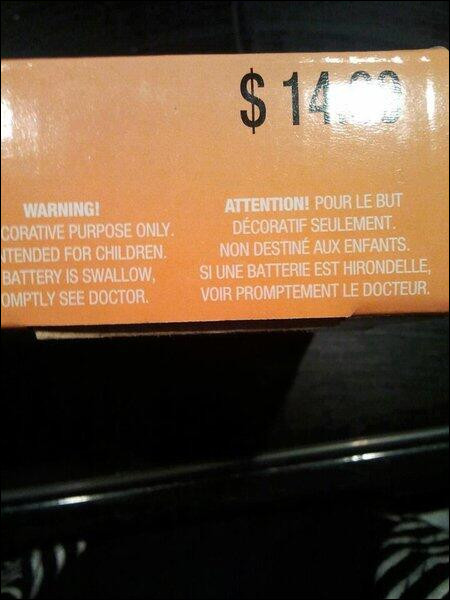 $ 14.
WARNING!
CORATIVE PURPOSE ONLY.
NTENDED FOR CHILDREN.
BATTERY IS SWALLOW,
OMPTLY SEE DOCTOR.
ATTENTION! POUR LE BUT
DÉCORATIF SEULEMENT.
NON DESTINÉ AUX ENFANTS.
SI UNE BATTERIE EST HIRONDELLE,
VOIR PROMPTEMENT LE DOCTEUR.